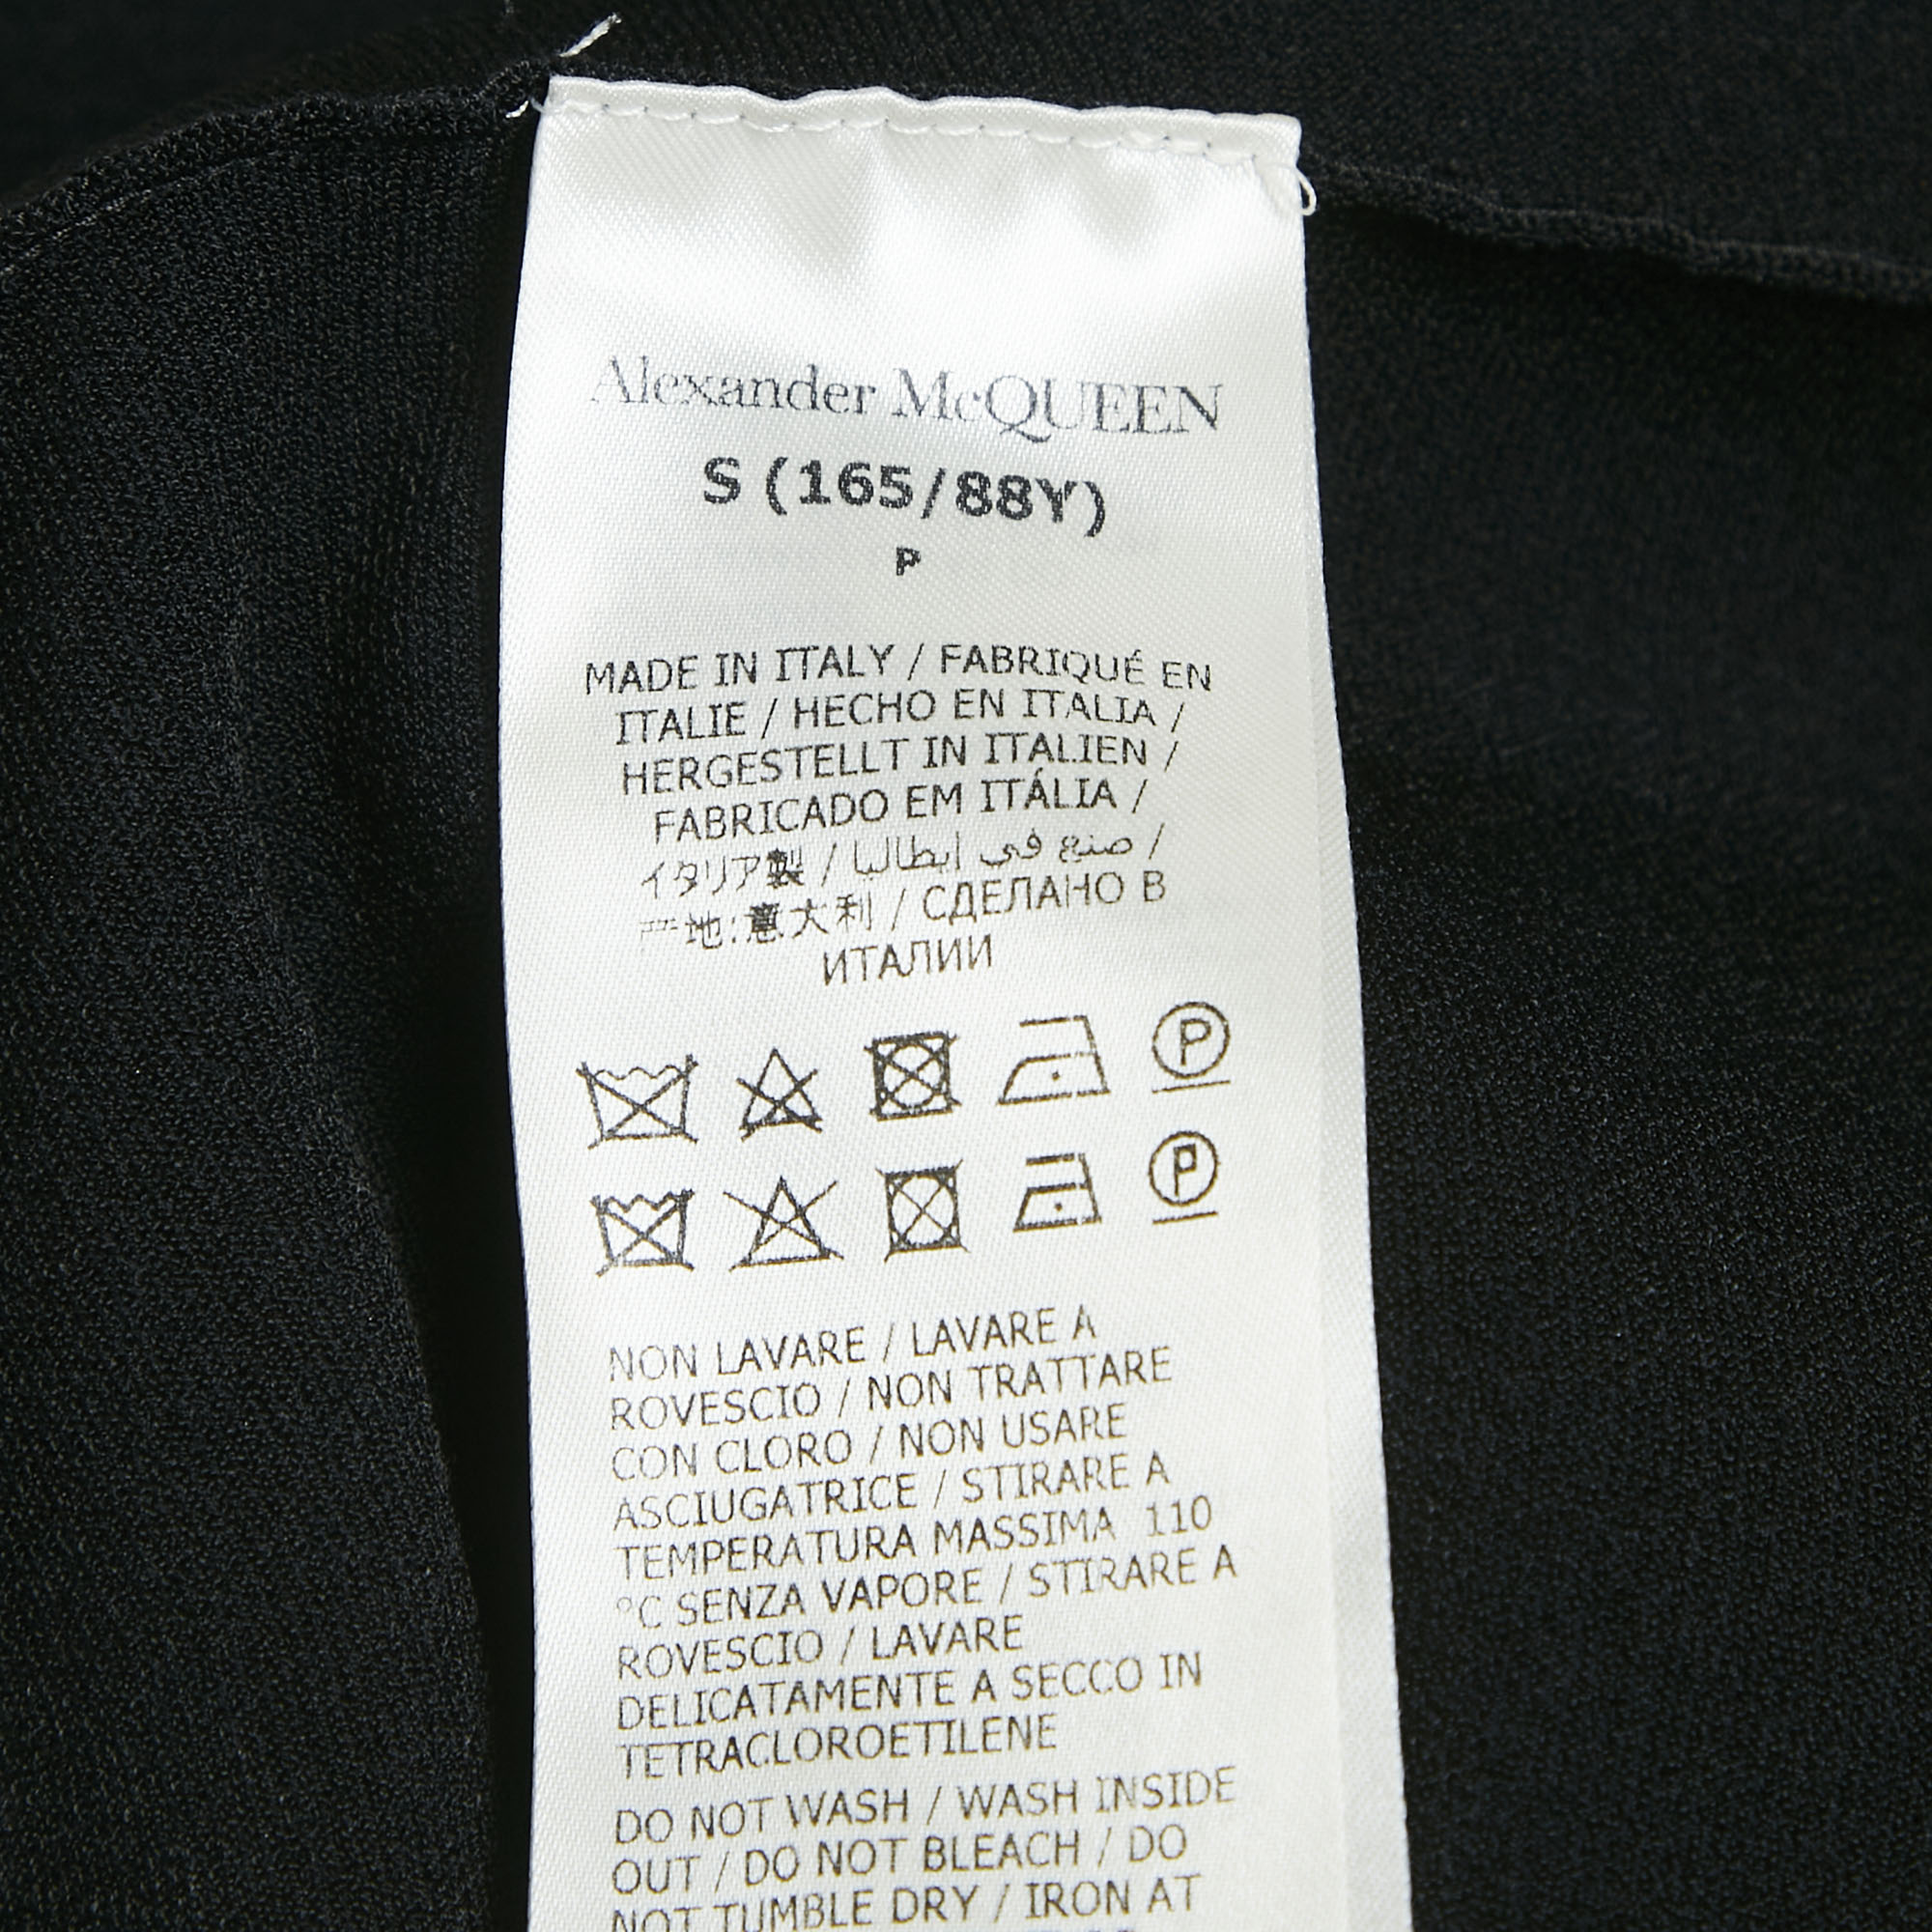 Alexander McQUEEN
S (165/88Y)
P
MADE IN ITALY / FABRIQUÉ EN
ITALIE / HECHO EN ITALIA /
HERGESTELLT IN ITALIEN /
FABRICADO EM ITÁLIA /
イタリア製 / صنع في إيطاليا /
产地:意大利 / СДЕЛАНО В
ИТАЛИИ
P
P
NON LAVARE / LAVARE A
ROVESCIO / NON TRATTARE
CON CLORO / NON USARE
ASCIUGATRICE / STIRARE A
TEMPERATURA MASSIMA 110
°C SENZA VAPORE / STIRARE A
ROVESCIO / LAVARE
DELICATAMENTE A SECCO IN
TETRACLOROETILENE
DO NOT WASH / WASH INSIDE
OUT / DO NOT BLEACH / DO
NOT TUMBLE DRY / IRON AT